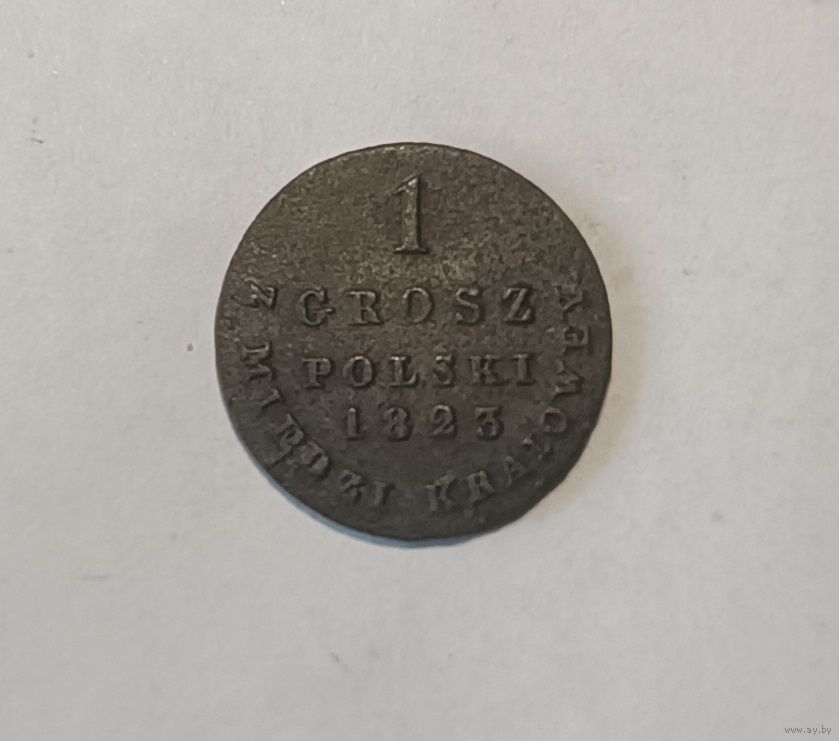 1
GROSZ
POLSKI
1823
Z MIEDZI KRAIOWEY
www.ay.by